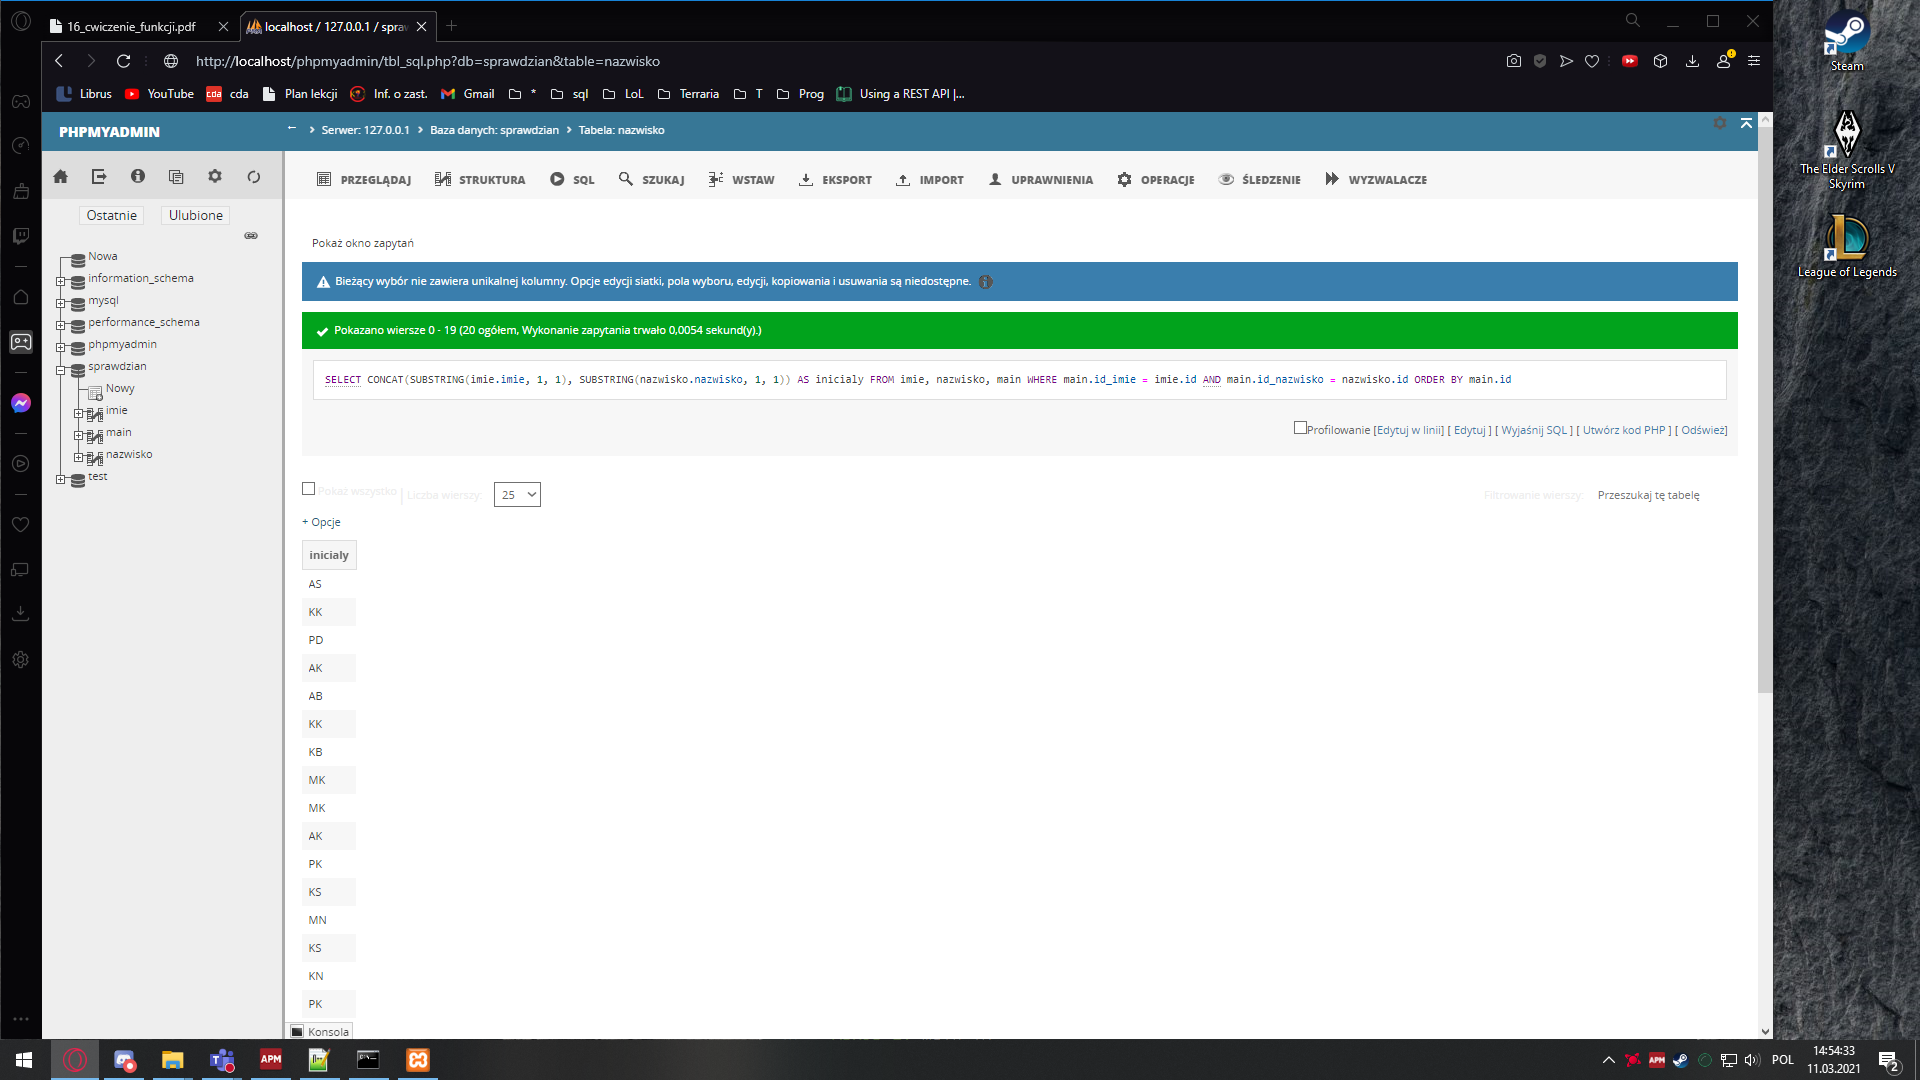 16_cwiczenie_funkcji.pdf
localhost / 127.0.0.1 / spraw
http://localhost/phpmyadmin/tbl_sql.php?db=sprawdzian&table=nazwisko
Librus YouTube cda Plan lekcji Inf. o zast. Gmail * sql LoL Terraria T Prog Using a REST API |...
PHPMYADMIN
← › Serwer: 127.0.0.1 › Baza danych: sprawdzian › Tabela: nazwisko
PRZEGLĄDAJ STRUKTURA SQL SZUKAJ WSTAW EKSPORT IMPORT UPRAWNIENIA OPERACJE ŚLEDZENIE WYZWALACZE
Ostatnie Ulubione
Nowa
information_schema
mysql
performance_schema
phpmyadmin
sprawdzian
Nowy
imie
main
nazwisko
test
Pokaż okno zapytań
Bieżący wybór nie zawiera unikalnej kolumny. Opcje edycji siatki, pola wyboru, edycji, kopiowania i usuwania są niedostępne.
Pokazano wiersze 0 - 19 (20 ogółem, Wykonanie zapytania trwało 0,0054 sekund(y).)
SELECT CONCAT(SUBSTRING(imie.imie, 1, 1), SUBSTRING(nazwisko.nazwisko, 1, 1)) AS inicialy FROM imie, nazwisko, main WHERE main.id_imie = imie.id AND main.id_nazwisko = nazwisko.id ORDER BY main.id
Profilowanie [Edytuj w linii] [ Edytuj ] [ Wyjaśnij SQL ] [ Utwórz kod PHP ] [ Odśwież]
Pokaż wszystko | Liczba wierszy: 25 Filtrowanie wierszy: Przeszukaj tę tabelę
+ Opcje
inicialy
AS
KK
PD
AK
AB
KK
KB
MK
MK
AK
PK
KS
MN
KS
KN
PK
Konsola
Steam
The Elder Scrolls V
Skyrim
League of Legends
APM
APM
POL
14:54:33
11.03.2021
2